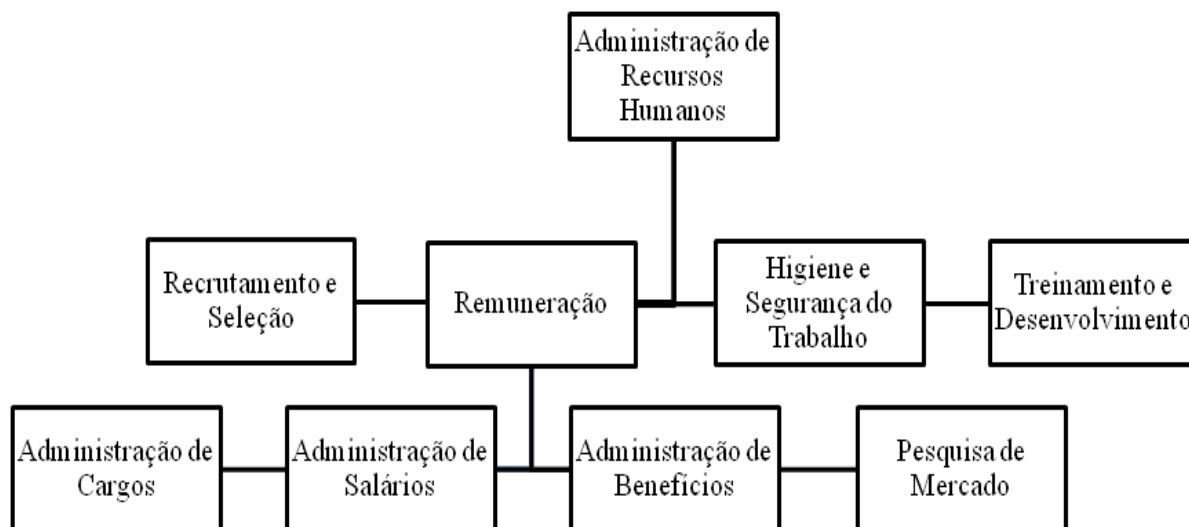 Administração de
Recursos
Humanos
Recrutamento e
Seleção
Remuneração
Higiene e
Segurança do
Trabalho
Treinamento e
Desenvolvimento
Administração de
Cargos
Administração de
Salários
Administração de
Benefícios
Pesquisa de
Mercado